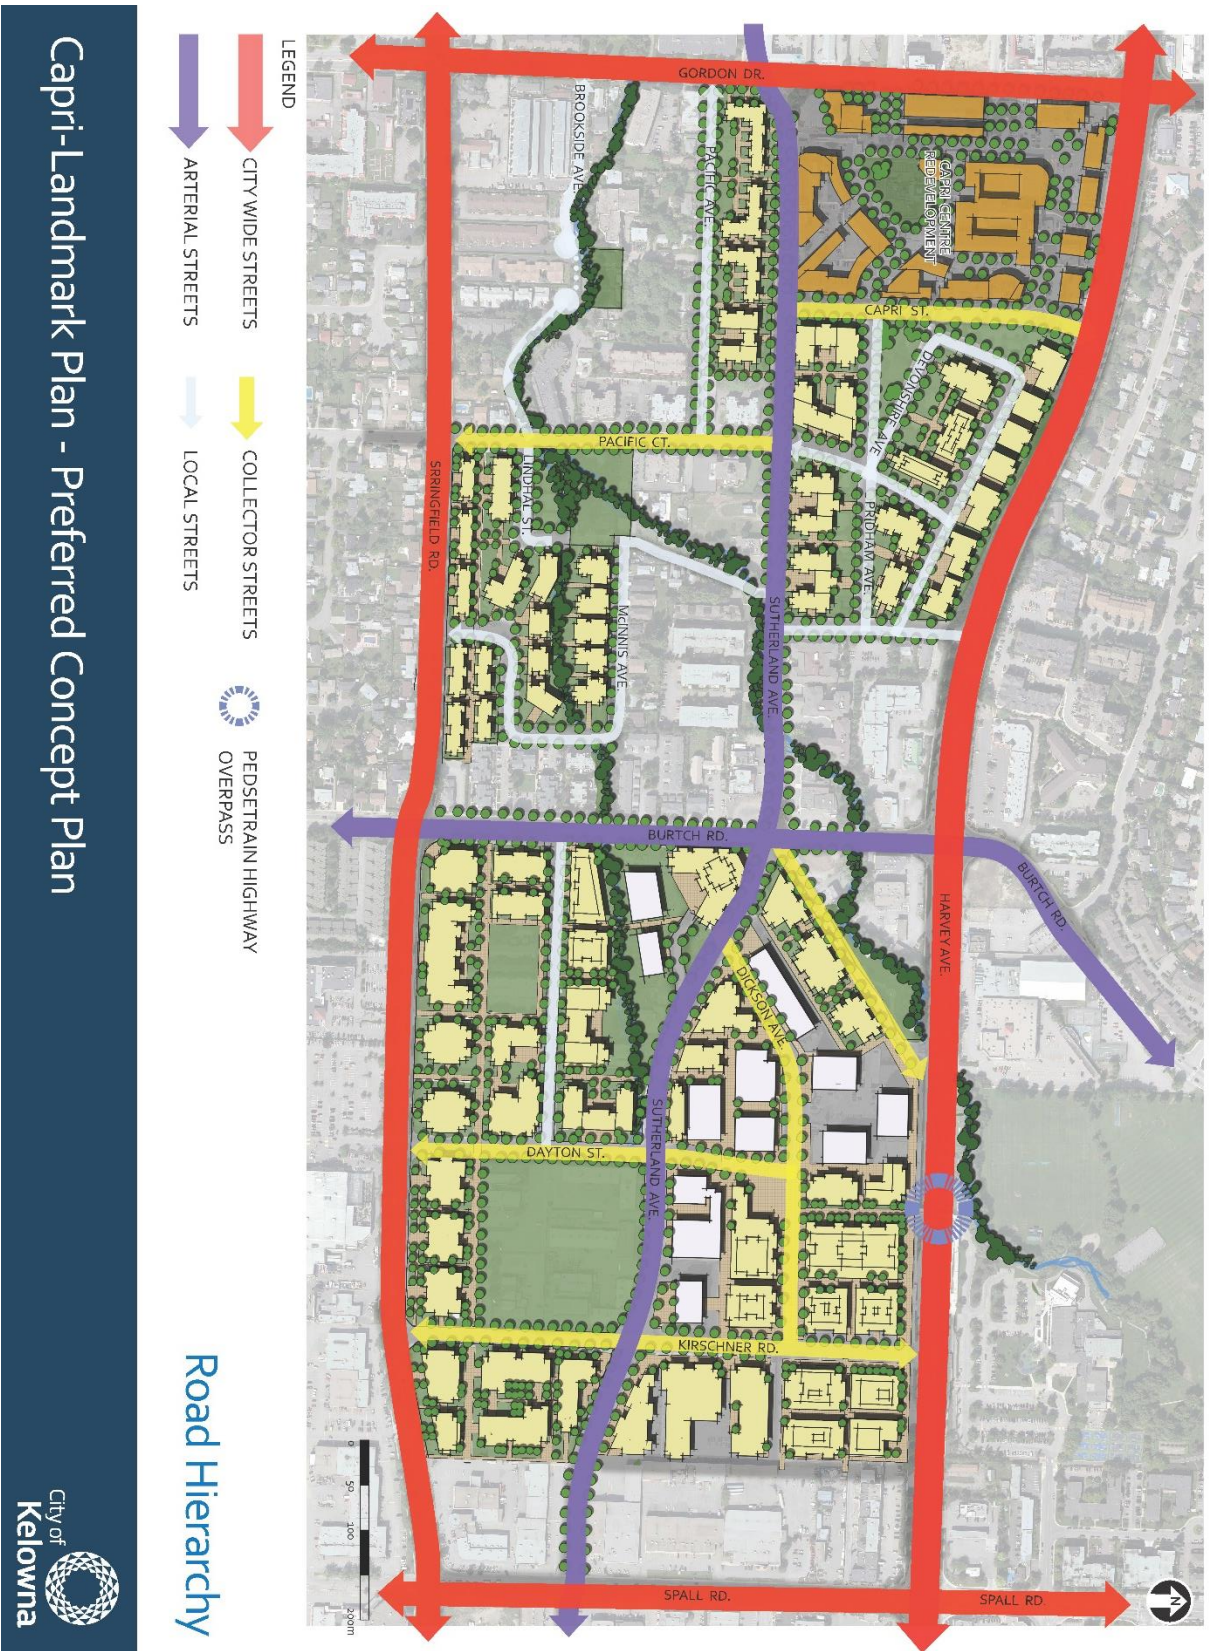 N
GORDON DR.
CAPRI CENTRE
REDEVELOPMENT
CAPRI ST.
DEVONSHIRE AVE
PRIDHAM AVE.
HARVEY AVE.
BURTCH RD.
SPALL RD.
SUTHERLAND AVE.
BURTCH RD.
DICKSON AVE.
PACIFIC AVE.
PACIFIC CT.
McINNIS AVE.
KIRSCHNER RD.
SPALL RD.
BROOKSIDE AVE.
LINDHAL ST.
DAYTON ST.
SUTHERLAND AVE.
SRRINGFIELD RD.
0 50 100 200m
LEGEND
CITY WIDE STREETS
COLLECTOR STREETS
PEDSETRAIN HIGHWAY
OVERPASS
ARTERIAL STREETS
LOCAL STREETS
Road Hierarchy
Capri-Landmark Plan - Preferred Concept Plan
City of
Kelowna